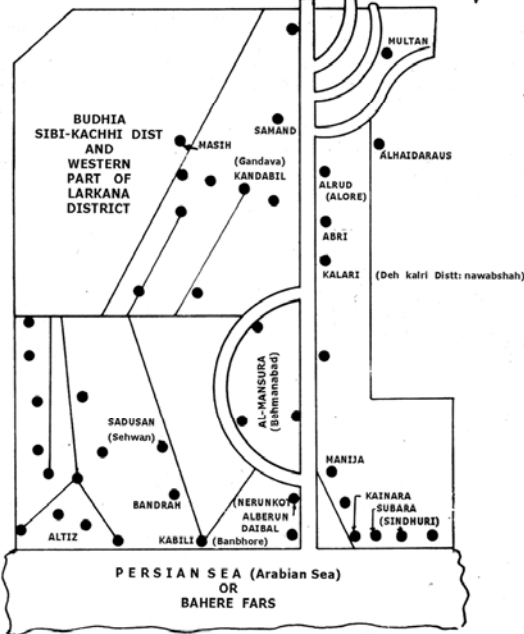 MULTAN
BUDHIA
SIBI-KACHHI DIST
AND
WESTERN
PART OF
LARKANA
DISTRICT
SAMAND
MASIH
(Gandava)
KANDABIL
ALHAIDARAUS
ALRUD
(ALORE)
ABRI
KALARI
(Deh kalri Distt: nawabshah)
AL-MANSURA
(Bahmanabad)
SADUSAN
(Sehwan)
BANDRAH
MANIJA
KAINARA
SUBARA
(SINDHURI)
(NERUNKOT)
ALBERUN
DAIBAL
ALTIZ
KABILI (Banbhore)
PERSIAN SEA (Arabian Sea)
OR
BAHERE FARS